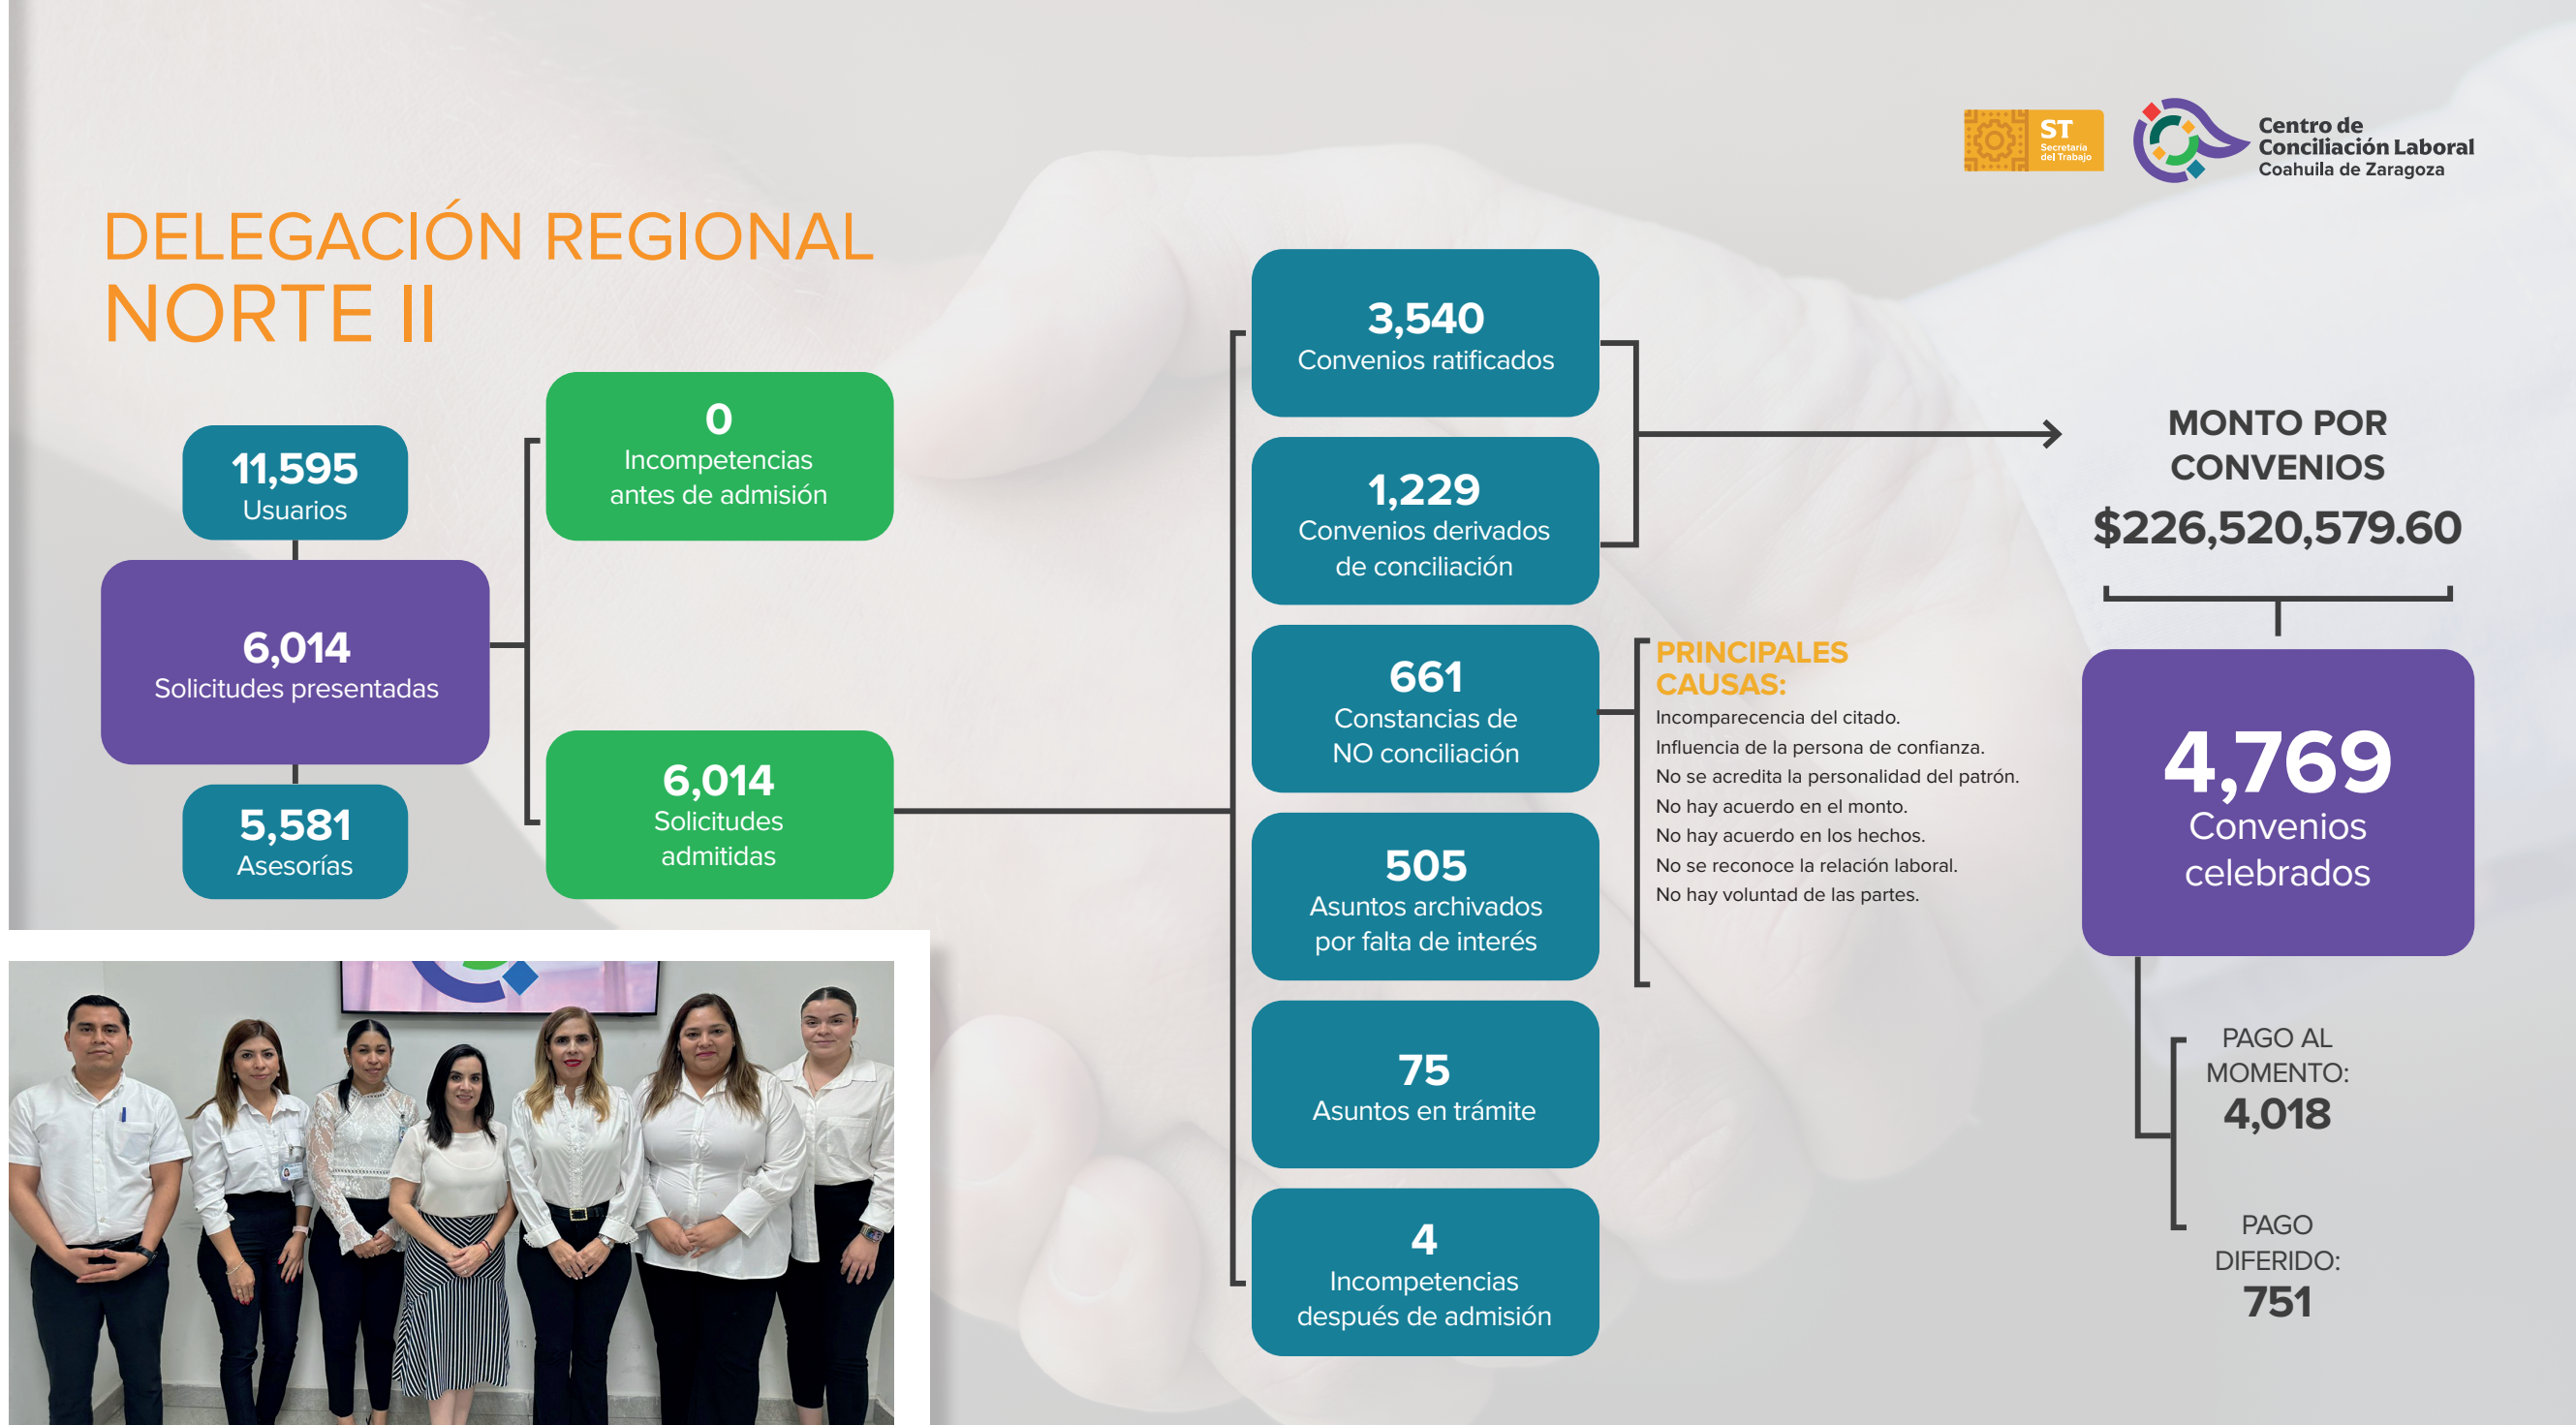 ST
Secretaría
del Trabajo
Centro de
Conciliación Laboral
Coahuila de Zaragoza
DELEGACIÓN REGIONAL
NORTE II
11,595
Usuarios
6,014
Solicitudes presentadas
5,581
Asesorías
0
Incompetencias
antes de admisión
6,014
Solicitudes
admitidas
3,540
Convenios ratificados
1,229
Convenios derivados
de conciliación
661
Constancias de
NO conciliación
505
Asuntos archivados
por falta de interés
75
Asuntos en trámite
4
Incompetencias
después de admisión
PRINCIPALES
CAUSAS:
Incomparecencia del citado.
Influencia de la persona de confianza.
No se acredita la personalidad del patrón.
No hay acuerdo en el monto.
No hay acuerdo en los hechos.
No se reconoce la relación laboral.
No hay voluntad de las partes.
MONTO POR
CONVENIOS
$226,520,579.60
4,769
Convenios
celebrados
PAGO AL
MOMENTO:
4,018
PAGO
DIFERIDO:
751